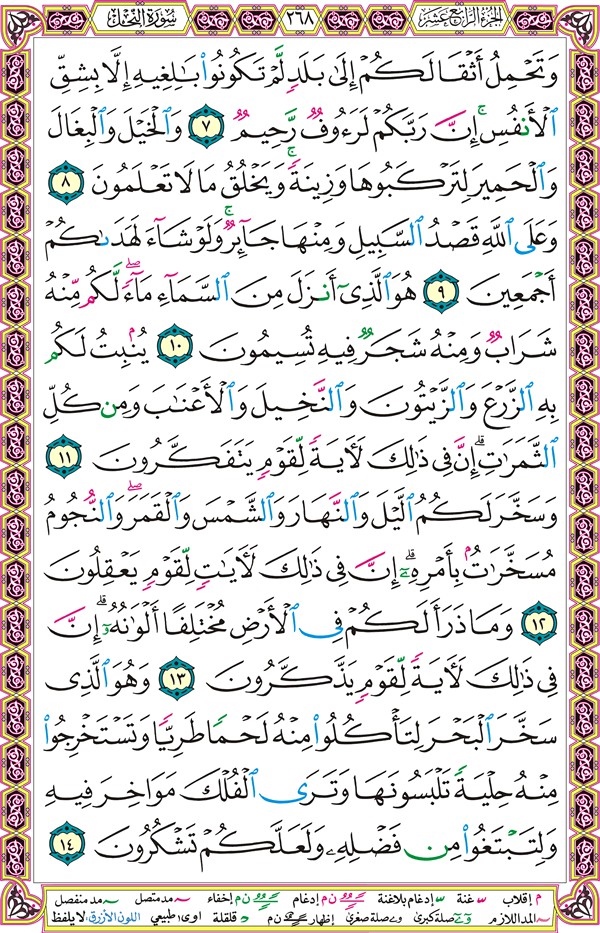 الجزء الرابع عشر ٢٦٨ سورة النحل
وَتَحْمِلُ أَثْقَالَكُمْ إِلَىٰ بَلَدٍ لَّمْ تَكُونُوا۟ بَـٰلِغِيهِ إِلَّا بِشِقِّ
ٱلْأَنفُسِ ۚ إِنَّ رَبَّكُمْ لَرَءُوفٌ رَّحِيمٌ ٧ وَٱلْخَيْلَ وَٱلْبِغَالَ
وَٱلْحَمِيرَ لِتَرْكَبُوهَا وَزِينَةً ۚ وَيَخْلُقُ مَا لَا تَعْلَمُونَ ٨
وَعَلَى ٱللَّهِ قَصْدُ ٱلسَّبِيلِ وَمِنْهَا جَآئِرٌ ۚ وَلَوْ شَآءَ لَهَدَىٰكُمْ
أَجْمَعِينَ ٩ هُوَ ٱلَّذِىٓ أَنزَلَ مِنَ ٱلسَّمَآءِ مَآءً ۖ لَّكُم مِّنْهُ
شَرَابٌ وَمِنْهُ شَجَرٌ فِيهِ تُسِيمُونَ ١٠ يُنۢبِتُ لَكُم
بِهِ ٱلزَّرْعَ وَٱلزَّيْتُونَ وَٱلنَّخِيلَ وَٱلْأَعْنَـٰبَ وَمِن كُلِّ
ٱلثَّمَرَٰتِ ۗ إِنَّ فِى ذَٰلِكَ لَـَٔايَةً لِّقَوْمٍ يَتَفَكَّرُونَ ١١
وَسَخَّرَ لَكُمُ ٱلَّيْلَ وَٱلنَّهَارَ وَٱلشَّمْسَ وَٱلْقَمَرَ ۖ وَٱلنُّجُومُ
مُسَخَّرَٰتٌۢ بِأَمْرِهِۦٓ ۗ إِنَّ فِى ذَٰلِكَ لَـَٔايَـٰتٍ لِّقَوْمٍ يَعْقِلُونَ
١٢ وَمَا ذَرَأَ لَكُمْ فِى ٱلْأَرْضِ مُخْتَلِفًا أَلْوَٰنُهُۥٓ ۗ إِنَّ
فِى ذَٰلِكَ لَـَٔايَةً لِّقَوْمٍ يَذَّكَّرُونَ ١٣ وَهُوَ ٱلَّذِى
سَخَّرَ ٱلْبَحْرَ لِتَأْكُلُوا۟ مِنْهُ لَحْمًا طَرِيًّا وَتَسْتَخْرِجُوا۟
مِنْهُ حِلْيَةً تَلْبَسُونَهَا وَتَرَى ٱلْفُلْكَ مَوَاخِرَ فِيهِ
وَلِتَبْتَغُوا۟ مِن فَضْلِهِۦ وَلَعَلَّكُمْ تَشْكُرُونَ ١٤
م إقلاب غنة إدغام بلاغنة ن م إدغام ن م إخفاء مد متصل مد منفصل
المد اللازم صلة كبرى صلة صغرى إظهار ن م قلقلة اوى طبيعي اللون الأزرق: لا يلفظ